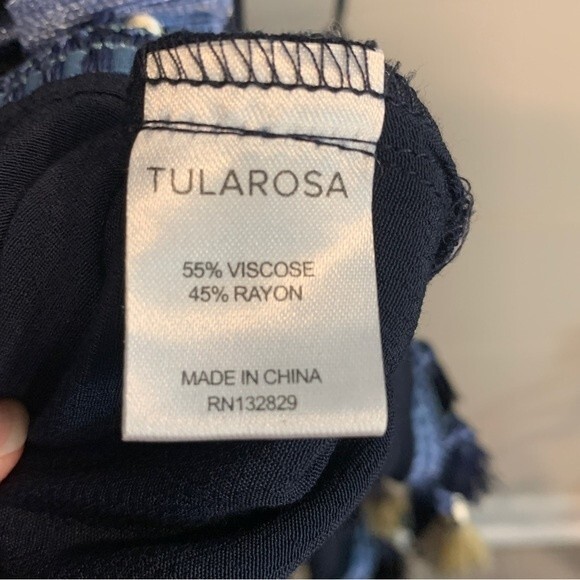 TULAROSA
55% VISCOSE
45% RAYON
MADE IN CHINA
RN132829